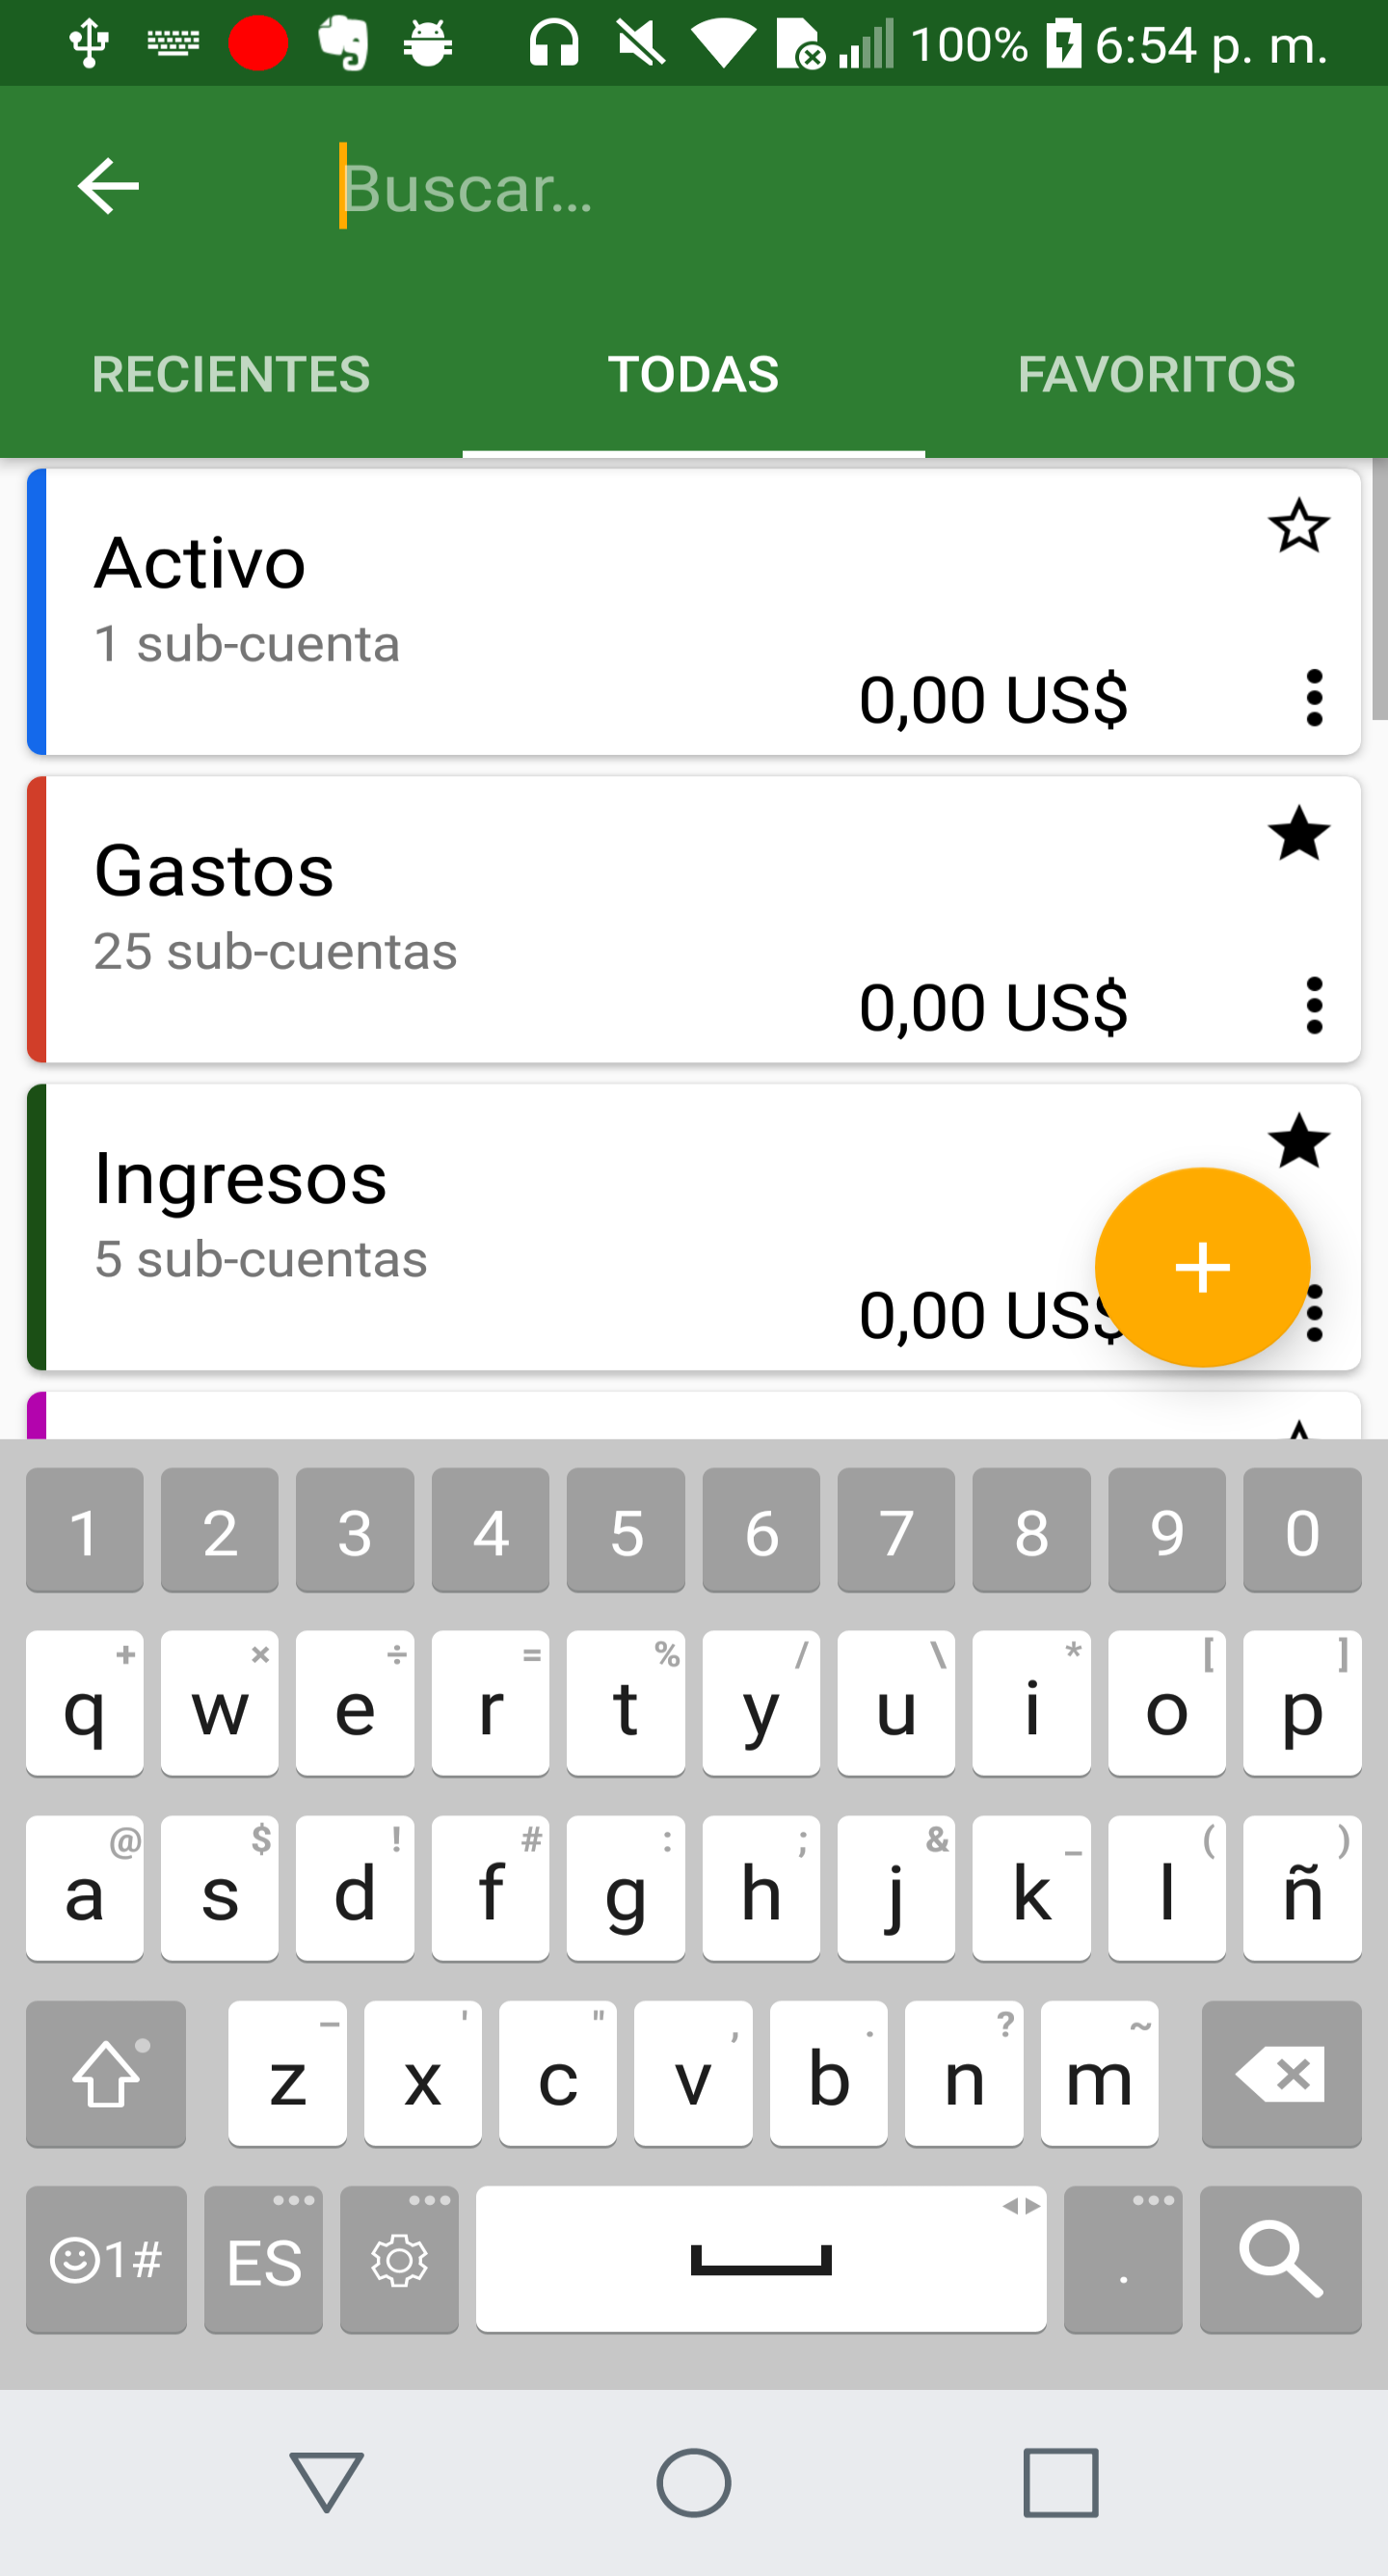 100% 6:54 p. m.
Buscar...
RECIENTES TODAS FAVORITOS
Activo
1 sub-cuenta
0,00 US$
Gastos
25 sub-cuentas
0,00 US$
Ingresos
5 sub-cuentas
0,00 US$
1 2 3 4 5 6 7 8 9 0
+ × ÷ = % / \ * [ ]
q w e r t y u i o p
@ $ ! # : ; & _ ( )
a s d f g h j k l ñ
– ' " , . ? ~
z x c v b n m
1# ES .